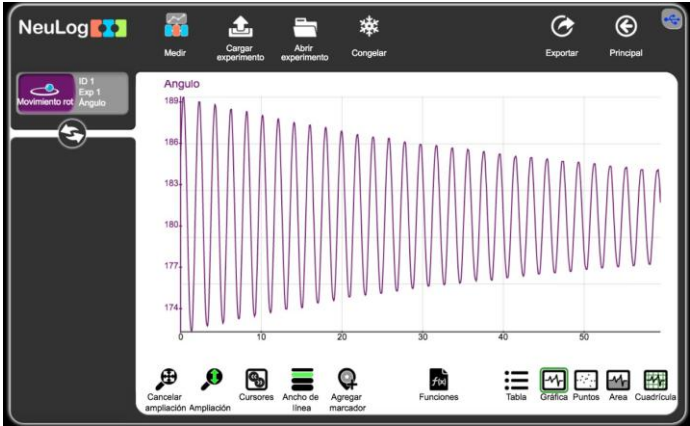 NeuLog
Medir
Cargar
experimento
Abrir
experimento
Congelar
Exportar
Principal
Movimiento rot
ID 1
Exp 1
Ángulo
Angulo
189
186
183
180
177
174
0 10 20 30 40 50
Cancelar
ampliación
Ampliación
Cursores
Ancho de
línea
Agregar
marcador
f(x)
Funciones
Tabla
Gráfica
Puntos
Area
Cuadrícula